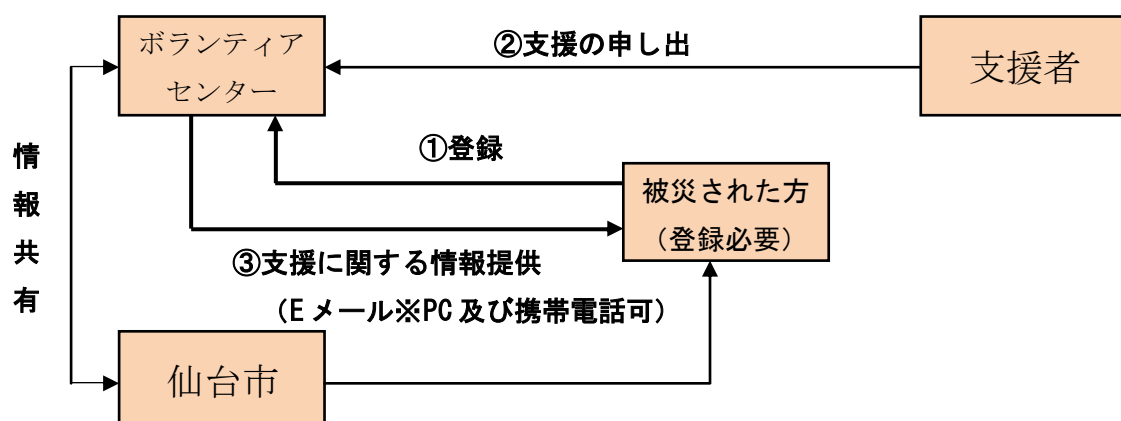 ボランティア
センター
②支援の申し出
支援者
①登録
被災された方
(登録必要)
情報共有
③支援に関する情報提供
(Eメール※PC及び携帯電話可)
仙台市